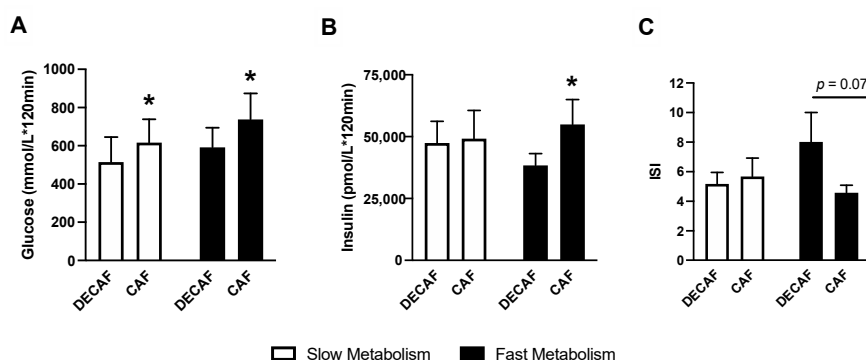 A
Glucose (mmol/L*120min)
1000
800
600
400
200
0
*
*
DECAF
CAF
DECAF
CAF
B
Insulin (pmol/L*120min)
75,000
50,000
25,000
0
*
DECAF
CAF
DECAF
CAF
C
ISI
12
10
8
6
4
2
0
p = 0.07
DECAF
CAF
DECAF
CAF
Slow Metabolism
Fast Metabolism